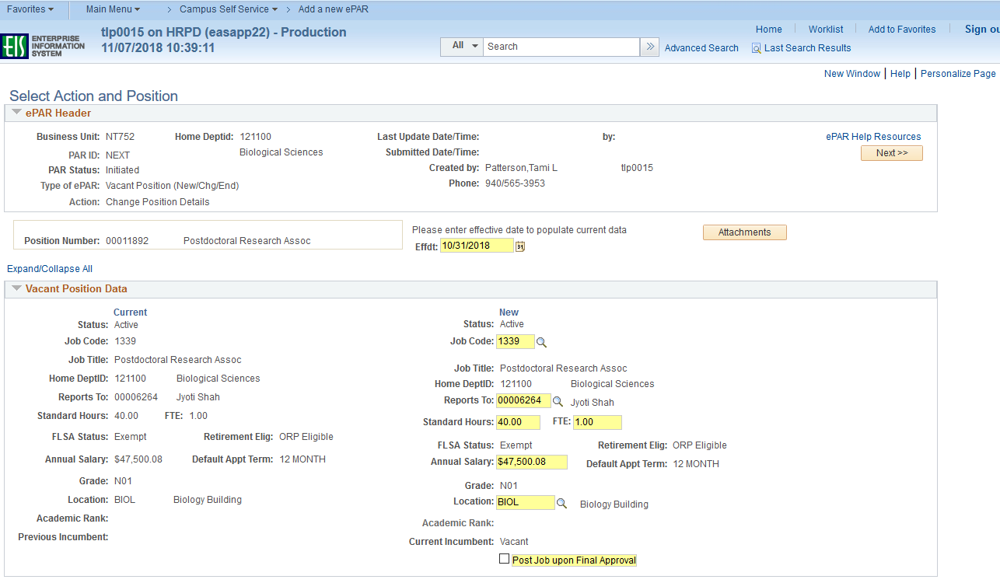 Favorites Main Menu > Campus Self Service > Add a new ePAR
EIS ENTERPRISE INFORMATION SYSTEM
tlp0015 on HRPD (easapp22) - Production
11/07/2018 10:39:11
Home Worklist Add to Favorites Sign ou
All Search Advanced Search Last Search Results
New Window | Help | Personalize Page
Select Action and Position
ePAR Header
Business Unit: NT752 Home Deptid: 121100 Last Update Date/Time: by: ePAR Help Resources
PAR ID: NEXT Biological Sciences Submitted Date/Time: Next >>
PAR Status: Initiated Created by: Patterson,Tami L tlp0015
Type of ePAR: Vacant Position (New/Chg/End) Phone: 940/565-3953
Action: Change Position Details
Please enter effective date to populate current data Attachments
Position Number: 00011892 Postdoctoral Research Assoc Effdt: 10/31/2018 31
Expand/Collapse All
Vacant Position Data
Current
Status: Active
Job Code: 1339
Job Title: Postdoctoral Research Assoc
Home DeptID: 121100 Biological Sciences
Reports To: 00006264 Jyoti Shah
Standard Hours: 40.00 FTE: 1.00
FLSA Status: Exempt Retirement Elig: ORP Eligible
Annual Salary: $47,500.08 Default Appt Term: 12 MONTH
Grade: N01
Location: BIOL Biology Building
Academic Rank:
Previous Incumbent:
New
Status: Active
Job Code: 1339
Job Title: Postdoctoral Research Assoc
Home DeptID: 121100 Biological Sciences
Reports To: 00006264 Jyoti Shah
Standard Hours: 40.00 FTE: 1.00
FLSA Status: Exempt Retirement Elig: ORP Eligible
Annual Salary: $47,500.08 Default Appt Term: 12 MONTH
Grade: N01
Location: BIOL Biology Building
Academic Rank:
Current Incumbent: Vacant
Post Job upon Final Approval